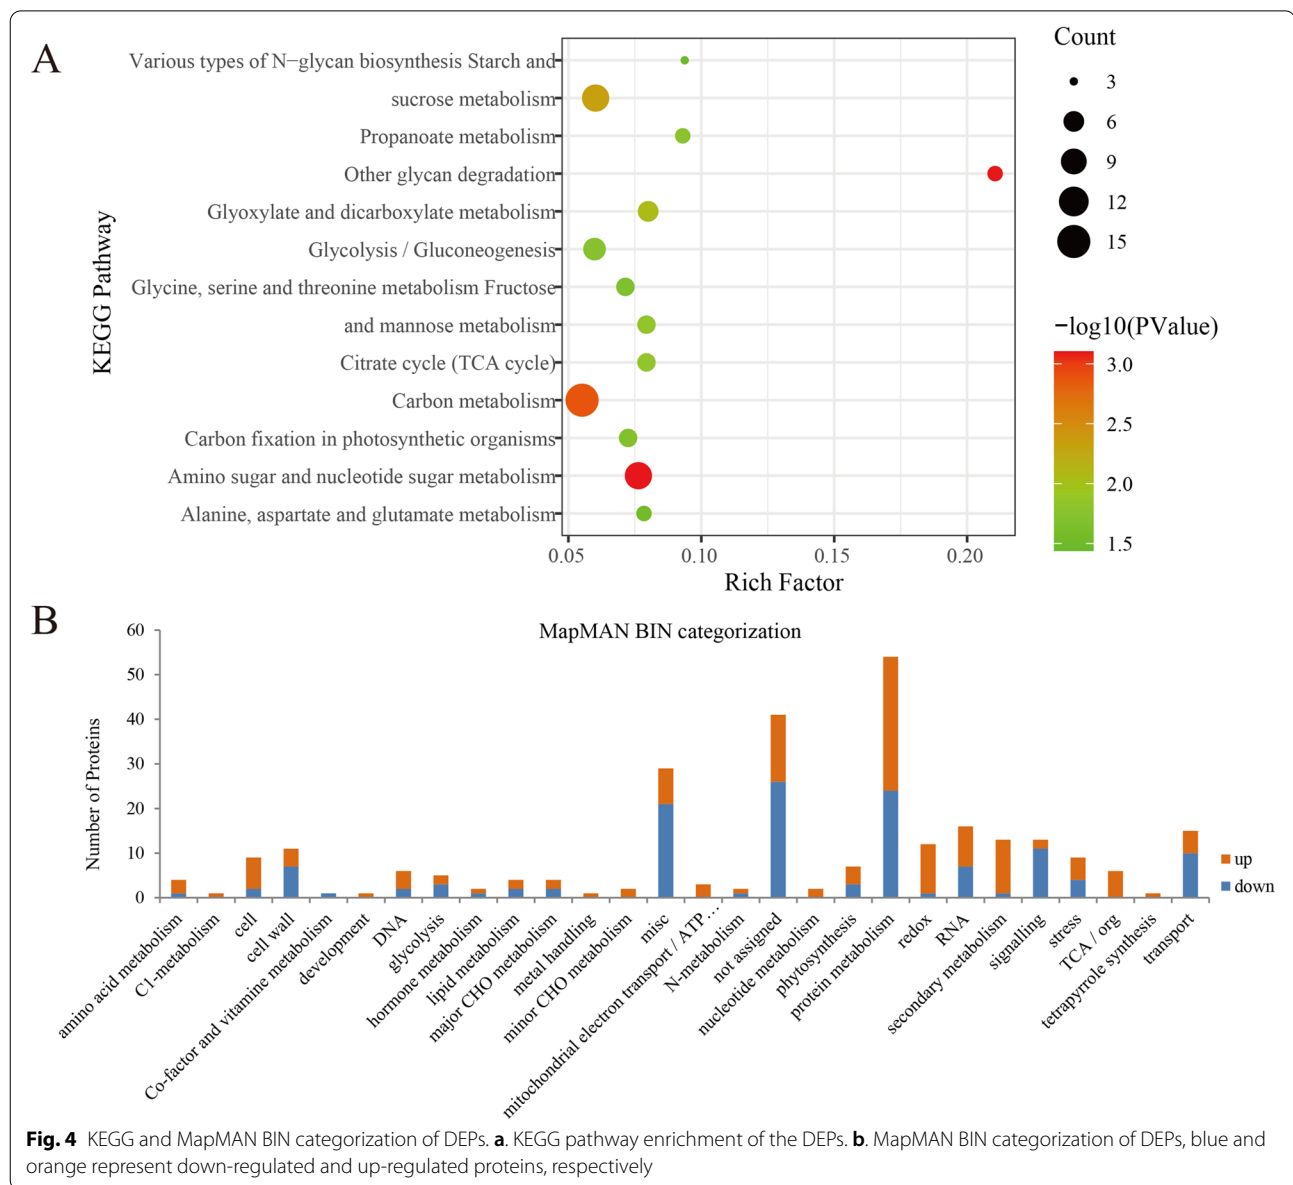 A
Various types of N−glycan biosynthesis Starch and
sucrose metabolism
Propanoate metabolism
Other glycan degradation
Glyoxylate and dicarboxylate metabolism
Glycolysis / Gluconeogenesis
Glycine, serine and threonine metabolism Fructose
and mannose metabolism
Citrate cycle (TCA cycle)
Carbon metabolism
Carbon fixation in photosynthetic organisms
Amino sugar and nucleotide sugar metabolism
Alanine, aspartate and glutamate metabolism
KEGG Pathway
0.05 0.10 0.15 0.20
Rich Factor
Count
3
6
9
12
15
−log10(PValue)
3.0
2.5
2.0
1.5
B
MapMAN BIN categorization
Number of Proteins
60
50
40
30
20
10
0
amino acid metabolism
C1-metabolism
cell
cell wall
Co-factor and vitamine metabolism
development
DNA
glycolysis
hormone metabolism
lipid metabolism
major CHO metabolism
metal handling
minor CHO metabolism
misc
mitochondrial electron transport / ATP…
N-metabolism
not assigned
nucleotide metabolism
phytosynthesis
protein metabolism
redox
RNA
secondary metabolism
signalling
stress
TCA / org
tetrapyrrole synthesis
transport
up
down
Fig. 4 KEGG and MapMAN BIN categorization of DEPs. a. KEGG pathway enrichment of the DEPs. b. MapMAN BIN categorization of DEPs, blue and
orange represent down-regulated and up-regulated proteins, respectively